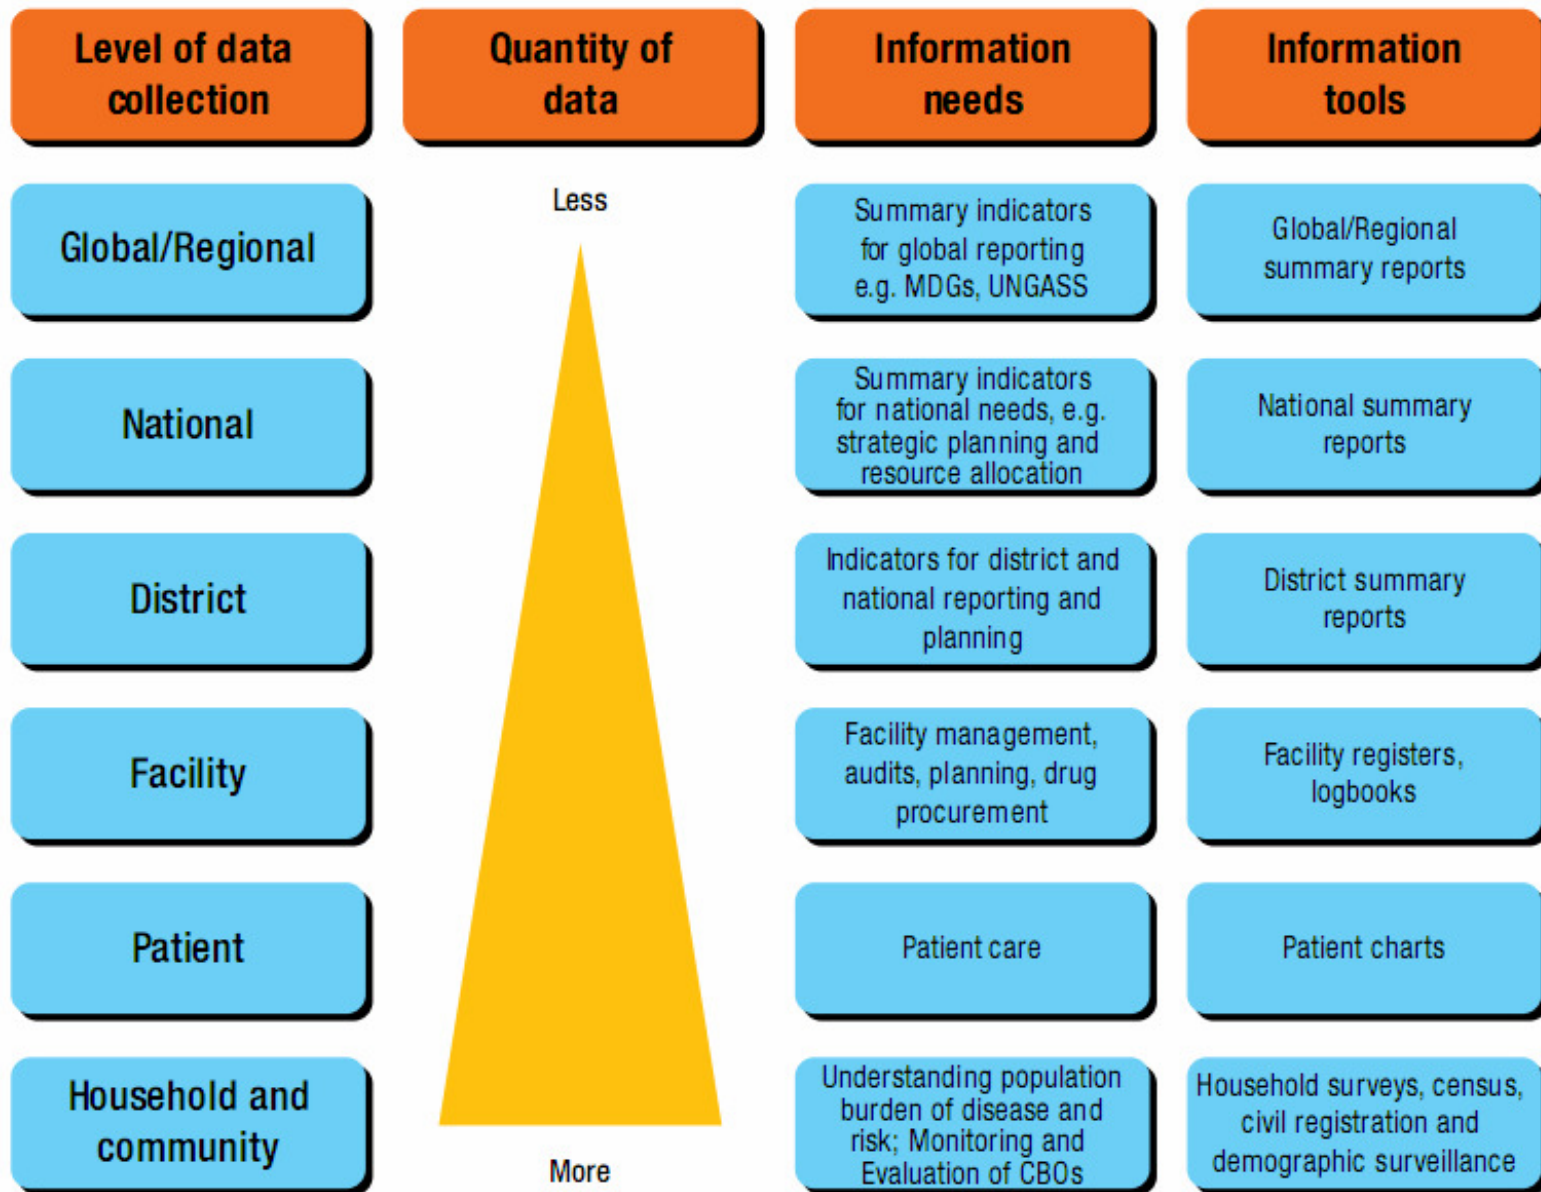 Level of data
collection
Quantity of
data
Information
needs
Information
tools
Less
Global/Regional
Summary indicators
for global reporting
e.g. MDGs, UNGASS
Global/Regional
summary reports
National
Summary indicators
for national needs, e.g.
strategic planning and
resource allocation
National summary
reports
District
Indicators for district and
national reporting and
planning
District summary
reports
Facility
Facility management,
audits, planning, drug
procurement
Facility registers,
logbooks
Patient
Patient care
Patient charts
Household and
community
More
Understanding population
burden of disease and
risk; Monitoring and
Evaluation of CBOs
Household surveys, census,
civil registration and
demographic surveillance